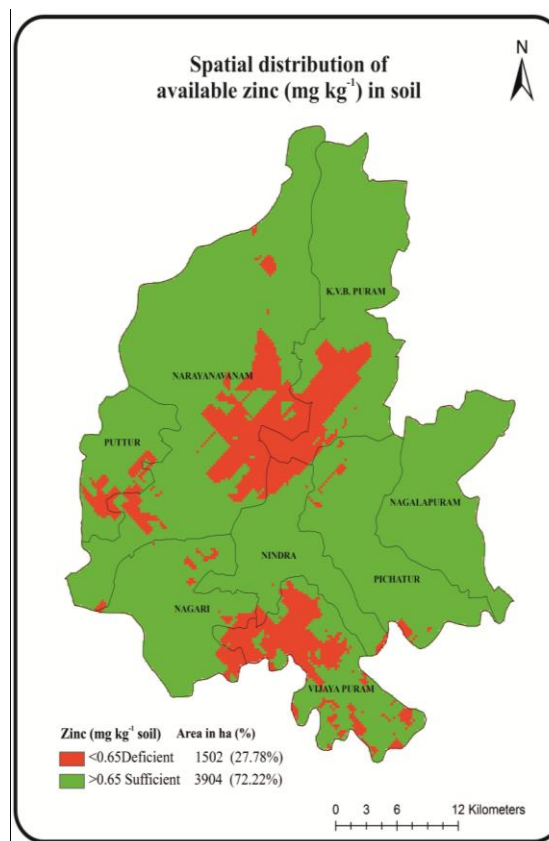 Spatial distribution of
available zinc (mg kg⁻¹) in soil
N
K.V.B. PURAM
NARAYANAVANAM
PUTTUR
NAGALAPURAM
NINDRA
PICHATUR
NAGARI
VIJAYA PURAM
Zinc (mg kg⁻¹ soil) Area in ha (%)
<0.65Deficient 1502 (27.78%)
>0.65 Sufficient 3904 (72.22%)
0 3 6 12 Kilometers